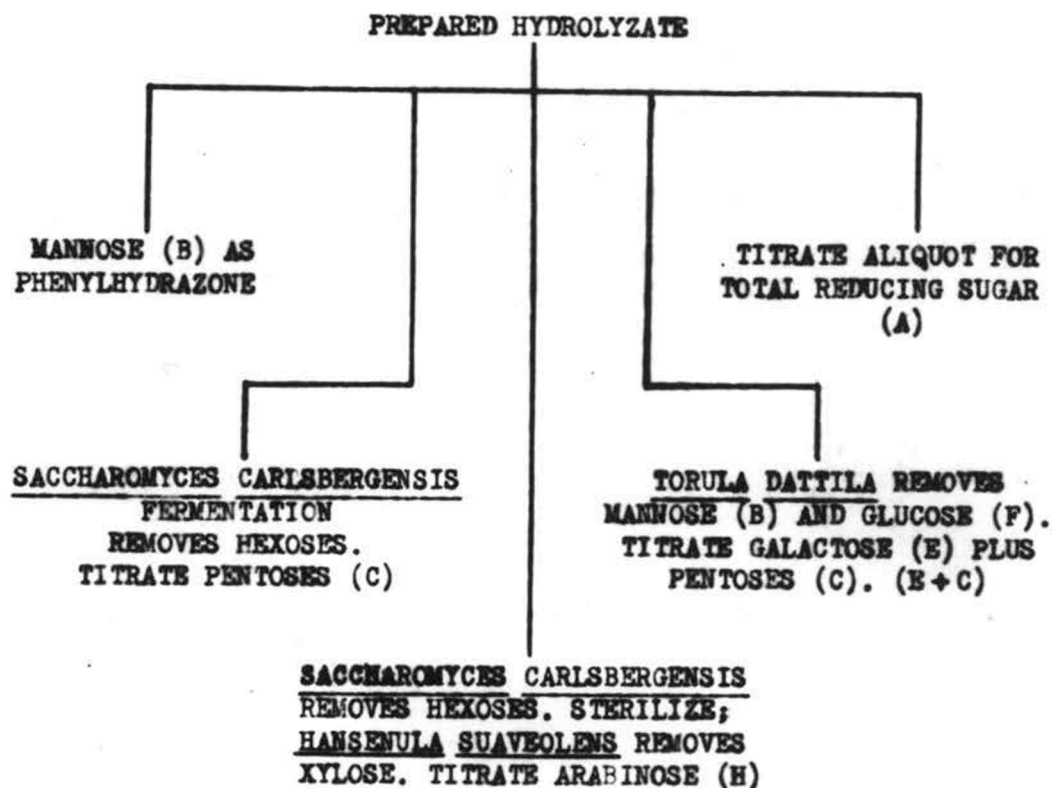 PREPARED HYDROLYZATE
MANNOSE (B) AS
PHENYLHYDRAZONE
TITRATE ALIQUOT FOR
TOTAL REDUCING SUGAR
(A)
SACCHAROMYCES CARLSBERGENSIS
FERMENTATION
REMOVES HEXOSES.
TITRATE PENTOSES (C)
TORULA DATTILA REMOVES
MANNOSE (B) AND GLUCOSE (F).
TITRATE GALACTOSE (E) PLUS
PENTOSES (C). (E+C)
SACCHAROMYCES CARLSBERGENSIS
REMOVES HEXOSES. STERILIZE;
HANSENULA SUAVEOLENS REMOVES
XYLOSE. TITRATE ARABINOSE (H)